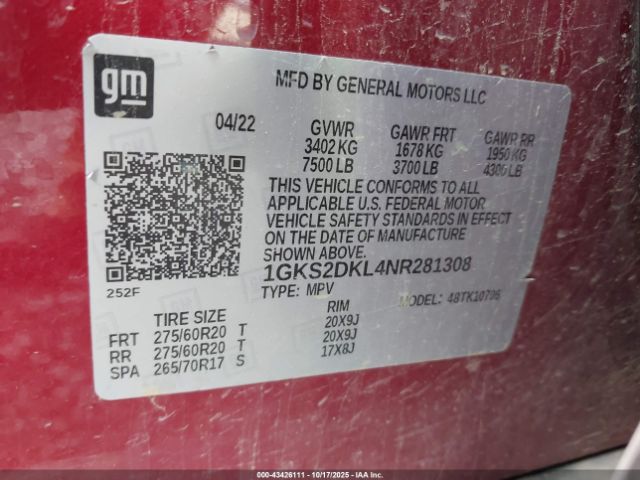 gm
MFD BY GENERAL MOTORS LLC
04/22 GVWR GAWR FRT GAWR RR
3402 KG 1678 KG 1950 KG
7500 LB 3700 LB 4300 LB
THIS VEHICLE CONFORMS TO ALL
APPLICABLE U.S. FEDERAL MOTOR
VEHICLE SAFETY STANDARDS IN EFFECT
ON THE DATE OF MANUFACTURE
SHOWN ABOVE.
1GKS2DKL4NR281308
252F
TYPE: MPV MODEL: 48TK10706
TIRE SIZE RIM
FRT 275/60R20 T 20X9J
RR 275/60R20 T 20X9J
SPA 265/70R17 S 17X8J
000-43426111 - 10/17/2025 - IAAI.COM